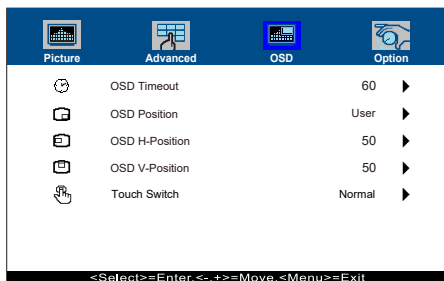 Picture Advanced OSD Option
OSD Timeout 60
OSD Position User
OSD H-Position 50
OSD V-Position 50
Touch Switch Normal
<Select>=Enter,<-,+>=Move,<Menu>=Exit